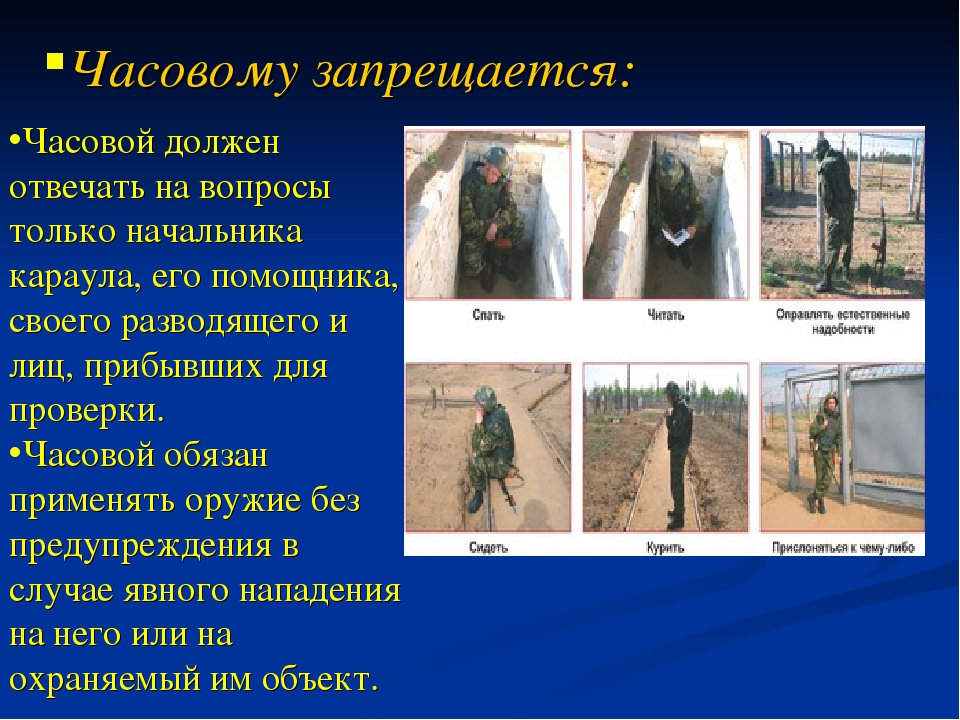 Часовому запрещается:
•Часовой должен
отвечать на вопросы
только начальника
караула, его помощника,
своего разводящего и
лиц, прибывших для
проверки.
•Часовой обязан
применять оружие без
предупреждения в
случае явного нападения
на него или на
охраняемый им объект.
Спать
Читать
Оправлять естественные
надобности
Сидеть
Курить
Прислоняться к чему-либо